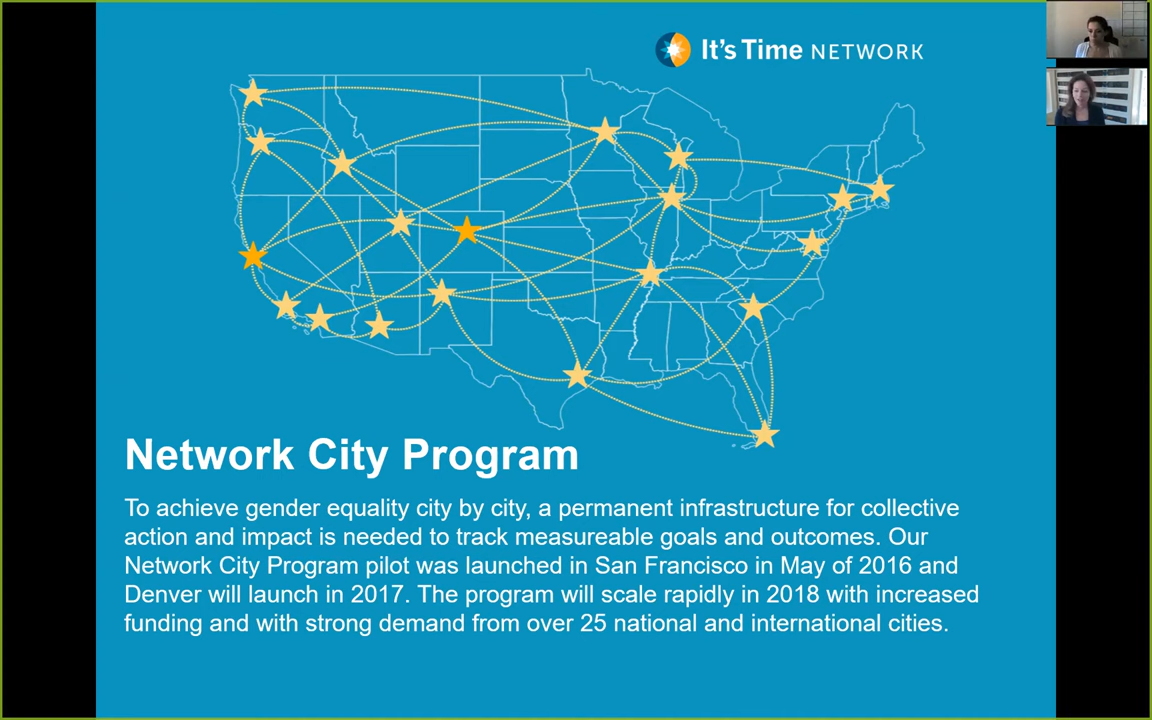 It's Time NETWORK
Network City Program
To achieve gender equality city by city, a permanent infrastructure for collective
action and impact is needed to track measureable goals and outcomes. Our
Network City Program pilot was launched in San Francisco in May of 2016 and
Denver will launch in 2017. The program will scale rapidly in 2018 with increased
funding and with strong demand from over 25 national and international cities.